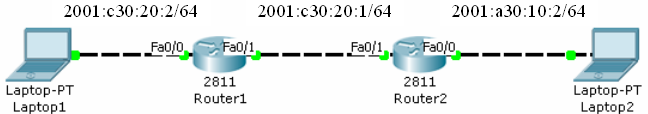 2001:c30:20:2/64 2001:c30:20:1/64 2001:a30:10:2/64
Fa0/0 Fa0/1 Fa0/1 Fa0/0
Laptop-PT
Laptop1
2811
Router1
2811
Router2
Laptop-PT
Laptop2